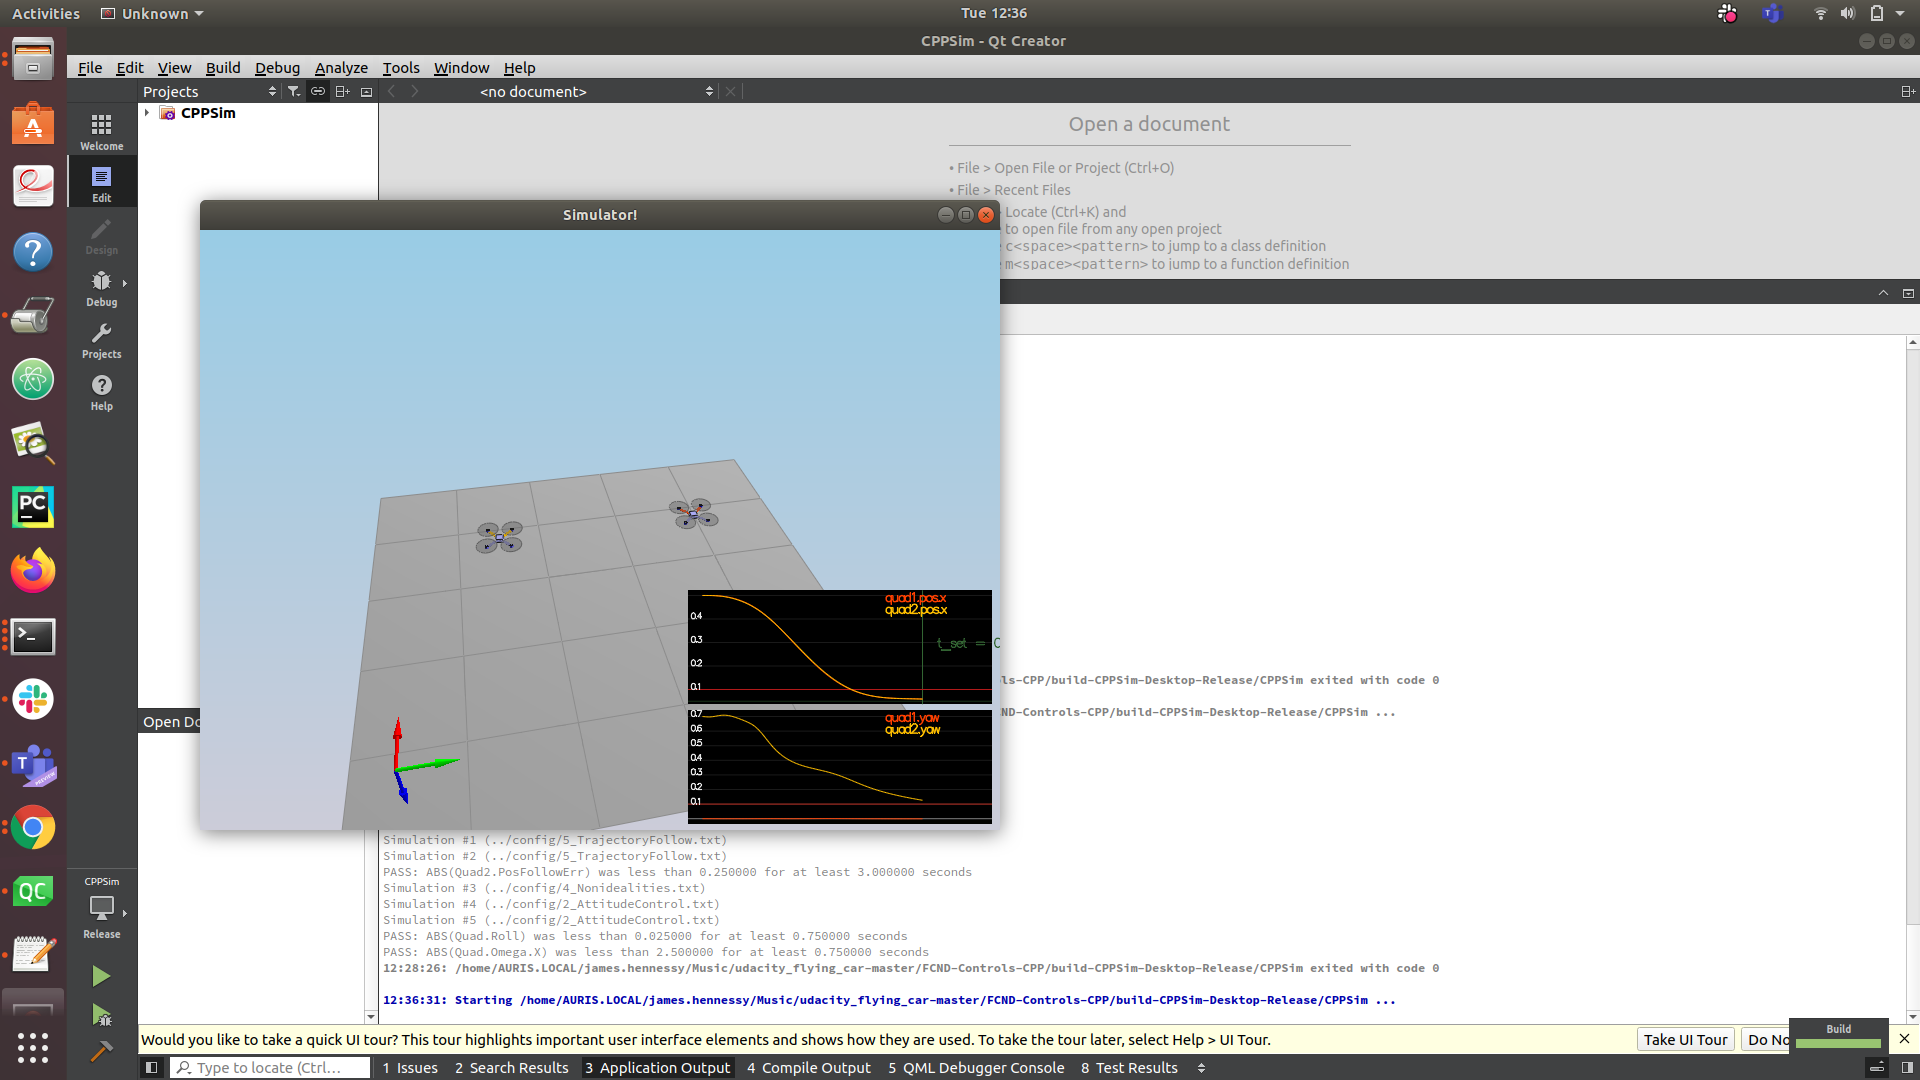 Activities
Unknown
Tue 12:36
CPPSim - Qt Creator
File Edit View Build Debug Analyze Tools Window Help
Projects
<no document>
CPPSim
Welcome
Edit
Design
Debug
Projects
Help
Open a document
• File > Open File or Project (Ctrl+O)
• File > Recent Files
Locate (Ctrl+K) and
to open file from any open project
c<space><pattern> to jump to a class definition
m<space><pattern> to jump to a function definition
Simulator!
quad1.pos.x
quad2.pos.x
0.4
0.3
0.2
0.1
t_set =
quad1.yaw
quad2.yaw
0.7
0.6
0.5
0.4
0.3
0.2
0.1
Open Do
ls-CPP/build-CPPSim-Desktop-Release/CPPSim exited with code 0
ND-Controls-CPP/build-CPPSim-Desktop-Release/CPPSim ...
Simulation #1 (../config/5_TrajectoryFollow.txt)
Simulation #2 (../config/5_TrajectoryFollow.txt)
PASS: ABS(Quad2.PosFollowErr) was less than 0.250000 for at least 3.000000 seconds
Simulation #3 (../config/4_Nonidealities.txt)
Simulation #4 (../config/2_AttitudeControl.txt)
Simulation #5 (../config/2_AttitudeControl.txt)
PASS: ABS(Quad.Roll) was less than 0.025000 for at least 0.750000 seconds
PASS: ABS(Quad.Omega.X) was less than 2.500000 for at least 0.750000 seconds
12:28:26: /home/AURIS.LOCAL/james.hennessy/Music/udacity_flying_car-master/FCND-Controls-CPP/build-CPPSim-Desktop-Release/CPPSim exited with code 0
12:36:31: Starting /home/AURIS.LOCAL/james.hennessy/Music/udacity_flying_car-master/FCND-Controls-CPP/build-CPPSim-Desktop-Release/CPPSim ...
CPPSim
Release
Would you like to take a quick UI tour? This tour highlights important user interface elements and shows how they are used. To take the tour later, select Help > UI Tour.
Take UI Tour
Do No
Build
Type to locate (Ctrl...
1 Issues
2 Search Results
3 Application Output
4 Compile Output
5 QML Debugger Console
8 Test Results
PC
QC
T
PREVIEW